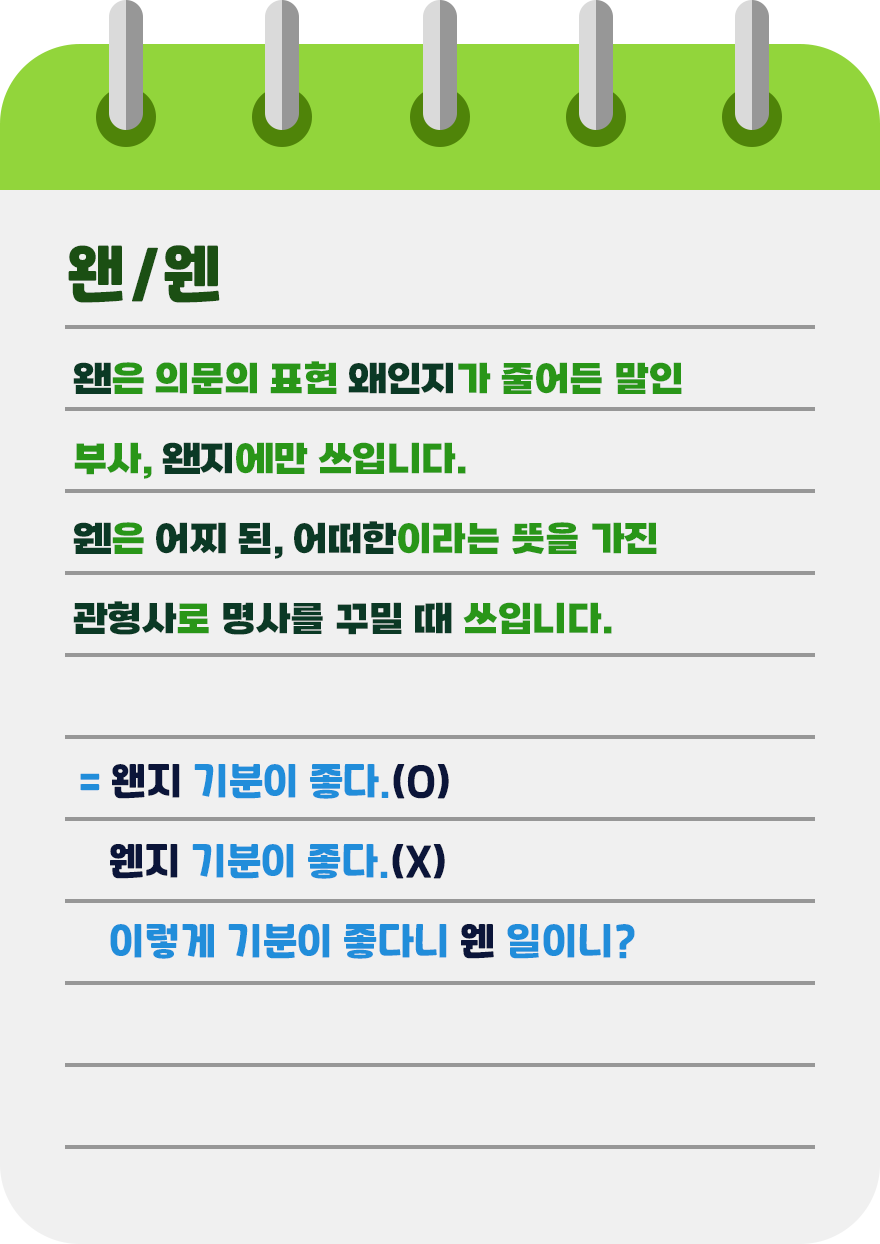 왠/웬
왠은 의문의 표현 왜인지가 줄어든 말인
부사, 왠지에만 쓰입니다.
웬은 어찌 된, 어떠한이라는 뜻을 가진
관형사로 명사를 꾸밀 때 쓰입니다.
= 왠지 기분이 좋다.(O)
웬지 기분이 좋다.(X)
이렇게 기분이 좋다니 웬 일이니?